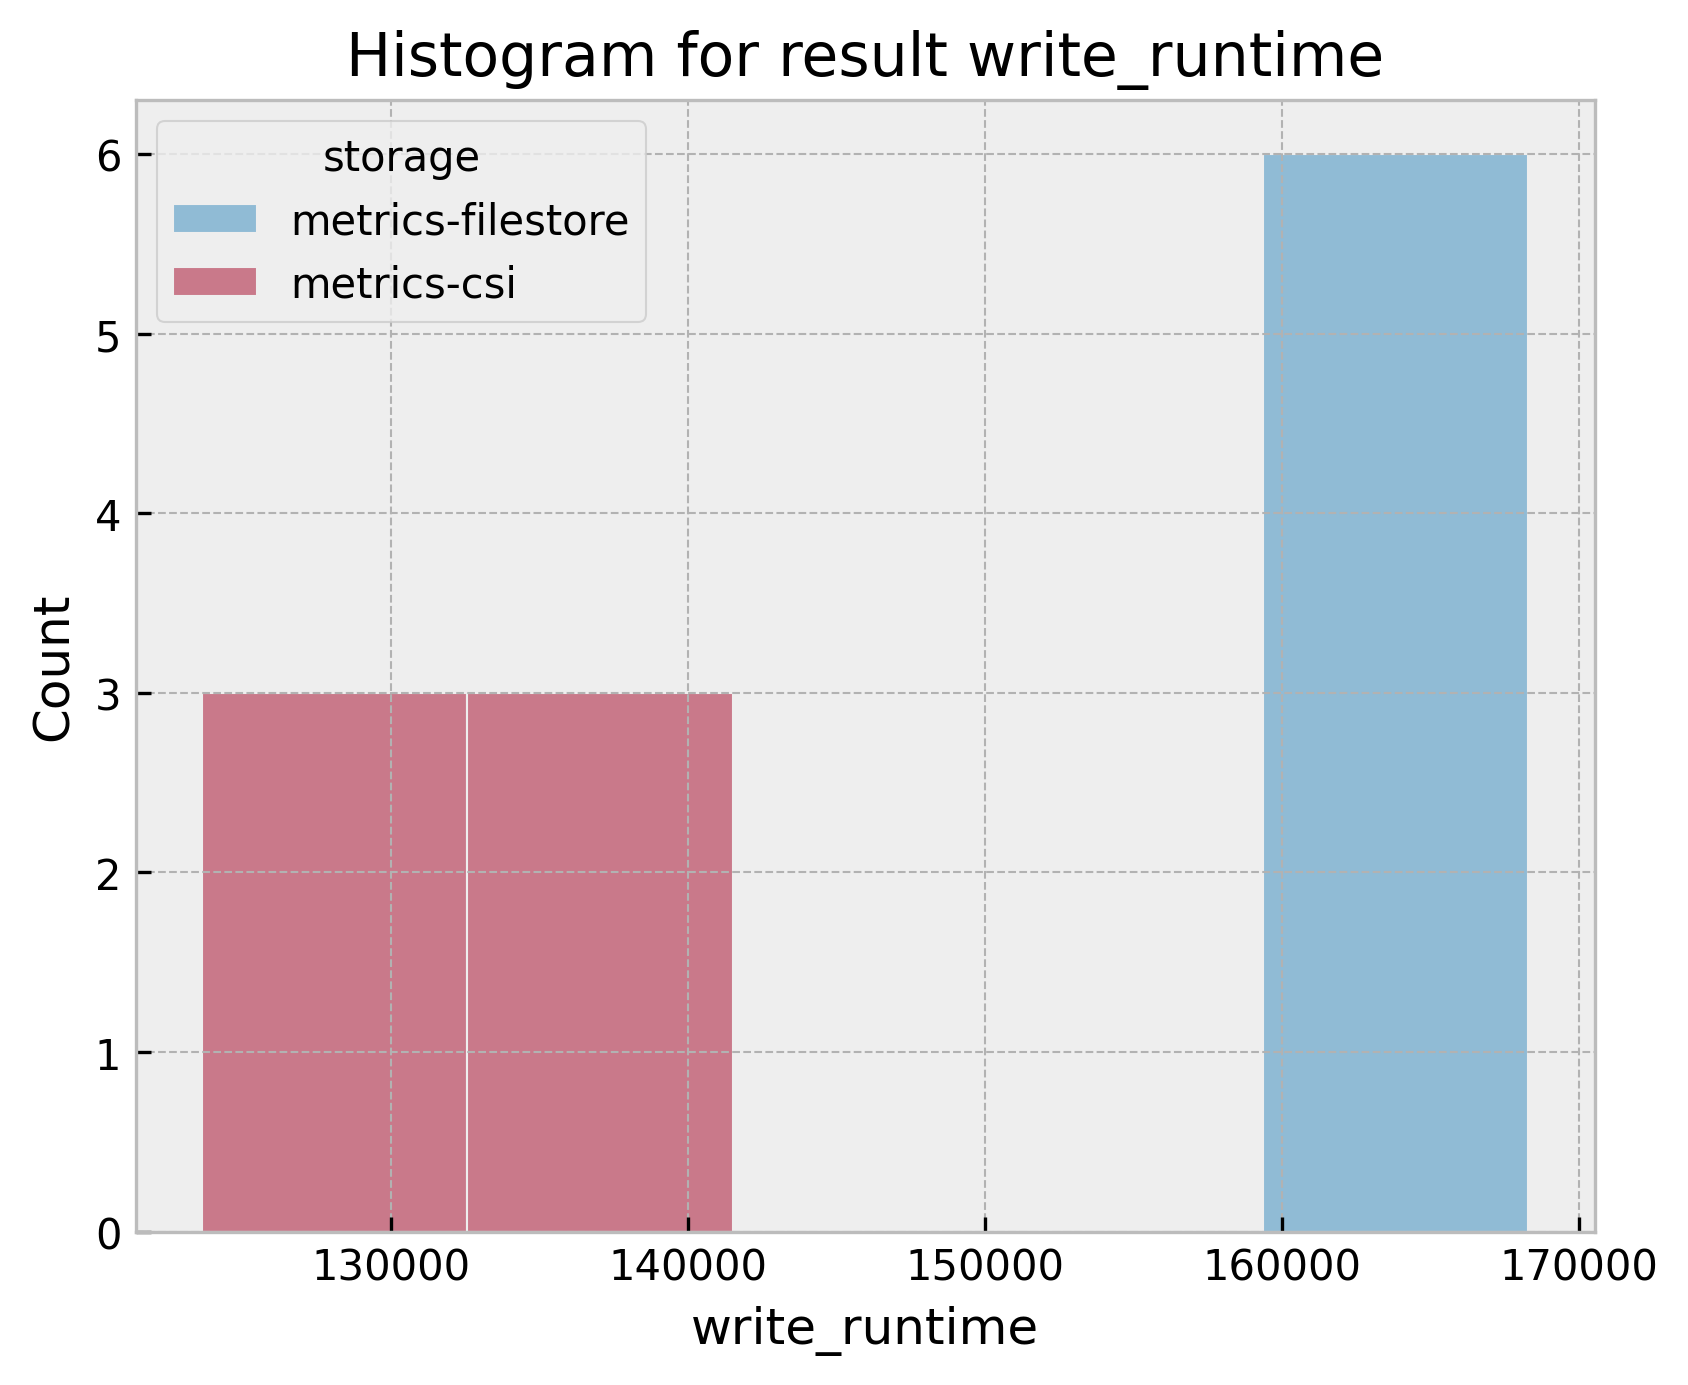 Histogram for result write_runtime
storage
metrics-filestore
metrics-csi
6
5
4
3
2
1
0
Count
130000 140000 150000 160000 170000
write_runtime